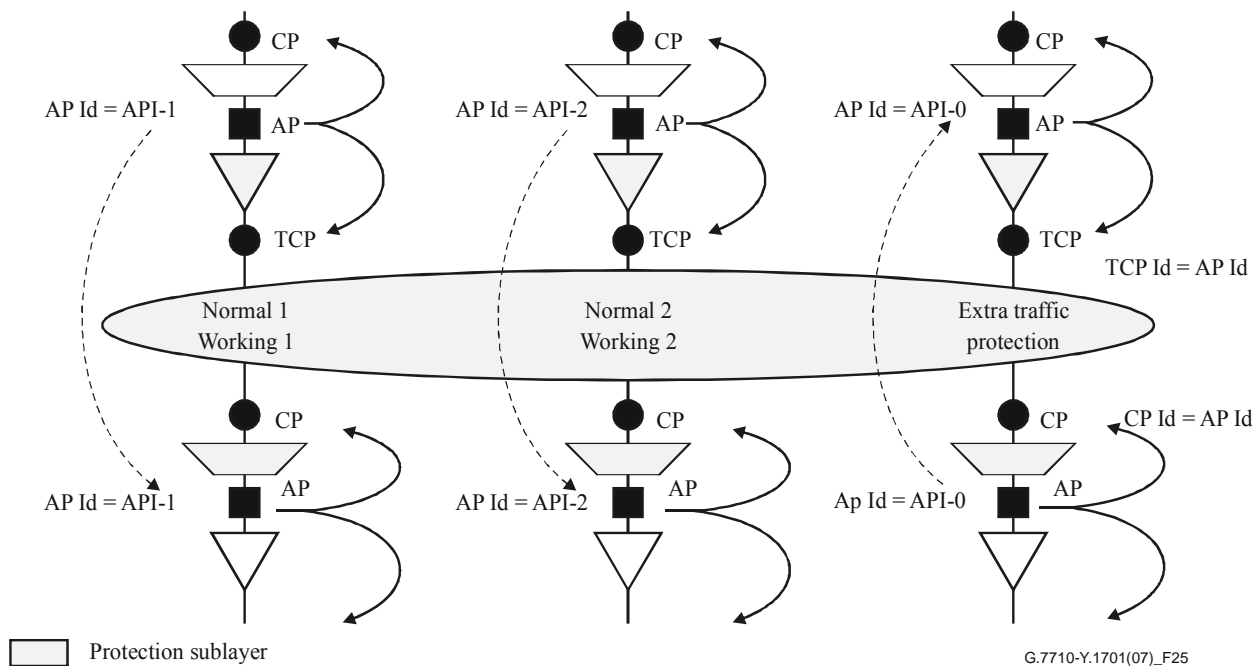 CP
CP
CP
AP Id = API-1
AP
AP Id = API-2
AP
AP Id = API-0
AP
TCP
TCP
TCP
TCP Id = AP Id
Normal 1
Working 1
Normal 2
Working 2
Extra traffic
protection
CP
CP
CP
CP Id = AP Id
AP Id = API-1
AP
AP Id = API-2
AP
Ap Id = API-0
AP
Protection sublayer
G.7710-Y.1701(07)_F25